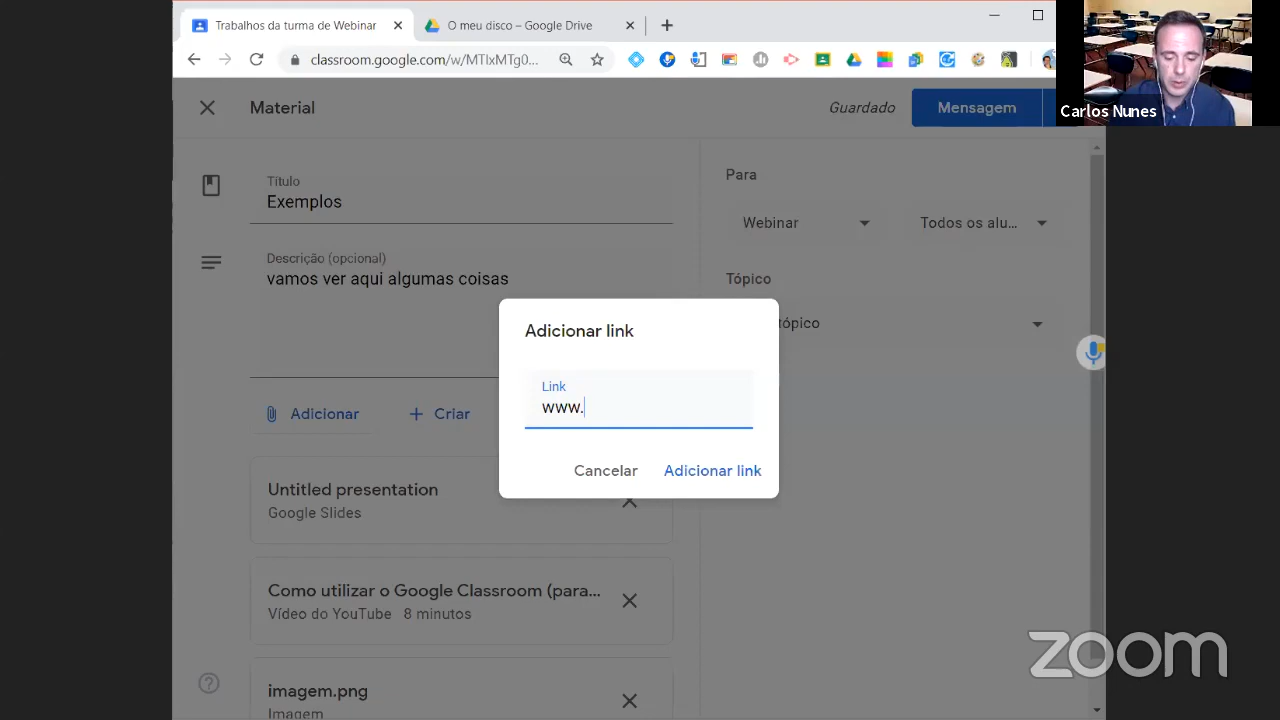 Trabalhos da turma de Webinar
O meu disco – Google Drive
classroom.google.com/w/MTI
Material
Guardado
Mensagem
Carlos Nunes
Título
Exemplos
Para
Webinar
Todos os alu...
Descrição (opcional)
vamos ver aqui algumas coisas
Tópico
tópico
Adicionar link
Link
www.
Cancelar
Adicionar link
Adicionar
Criar
Untitled presentation
Google Slides
Como utilizar o Google Classroom (para...
Vídeo do YouTube 8 minutos
imagem.png
Imagem
zoom